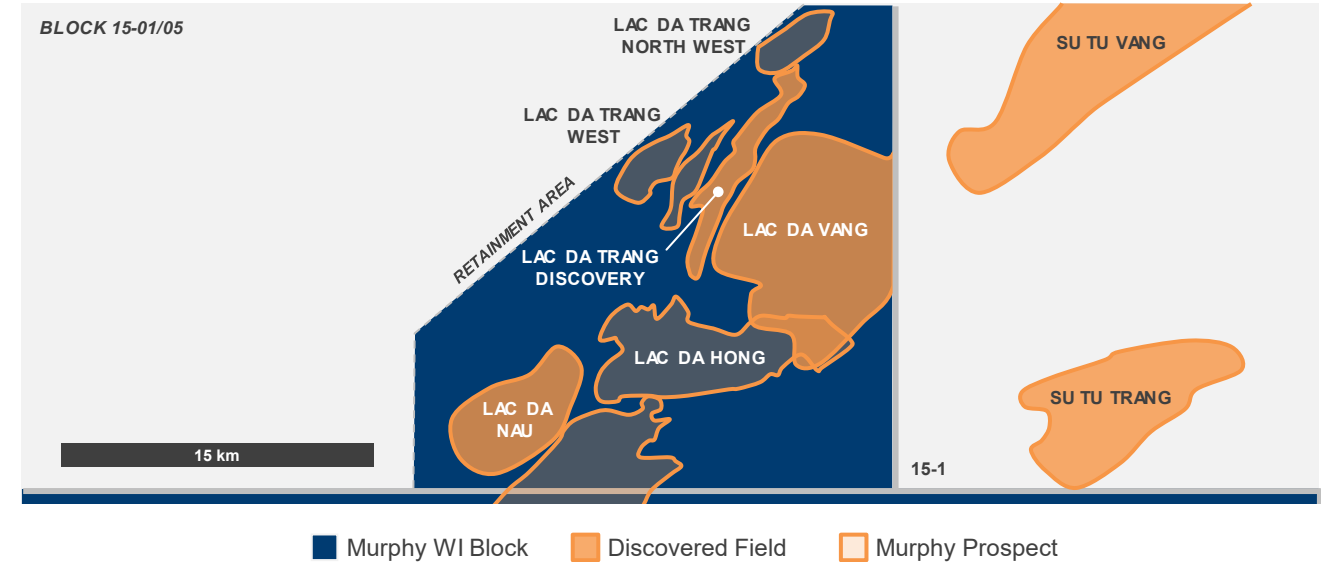 BLOCK 15-01/05
LAC DA TRANG
NORTH WEST
SU TU VANG
LAC DA TRANG
WEST
RETAINMENT AREA
LAC DA VANG
LAC DA TRANG
DISCOVERY
LAC DA HONG
SU TU TRANG
LAC DA
NAU
15 km
15-1
Murphy WI Block
Discovered Field
Murphy Prospect